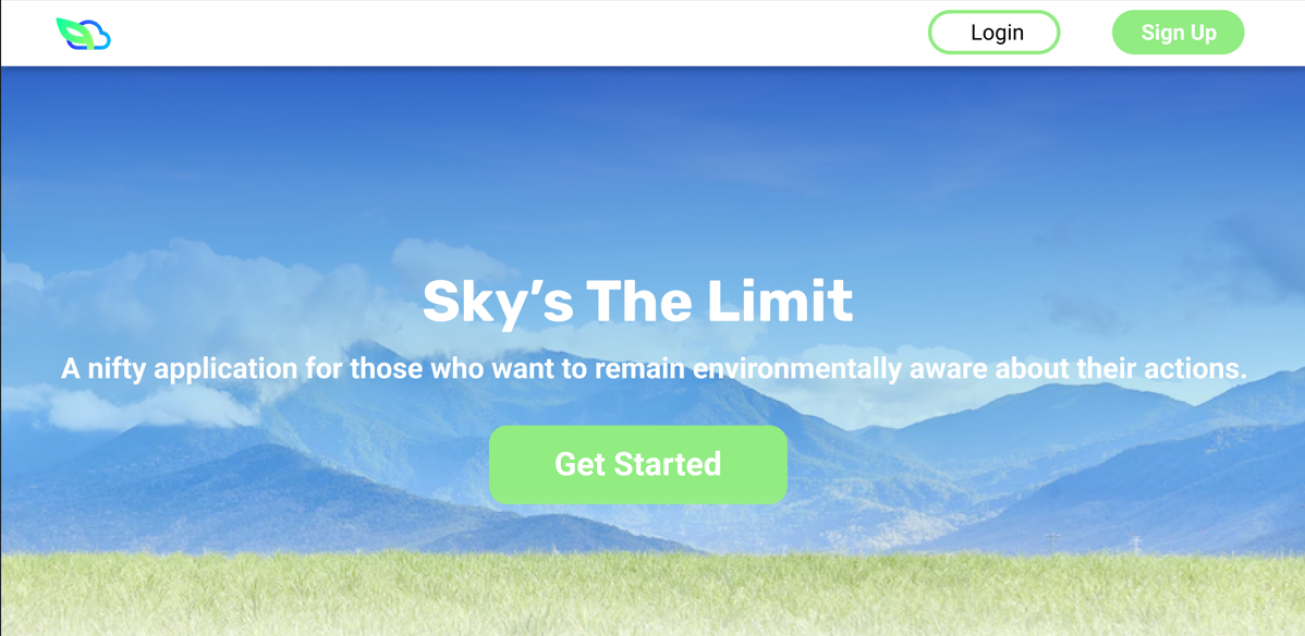 Login
Sign Up
Sky’s The Limit
A nifty application for those who want to remain environmentally aware about their actions.
Get Started